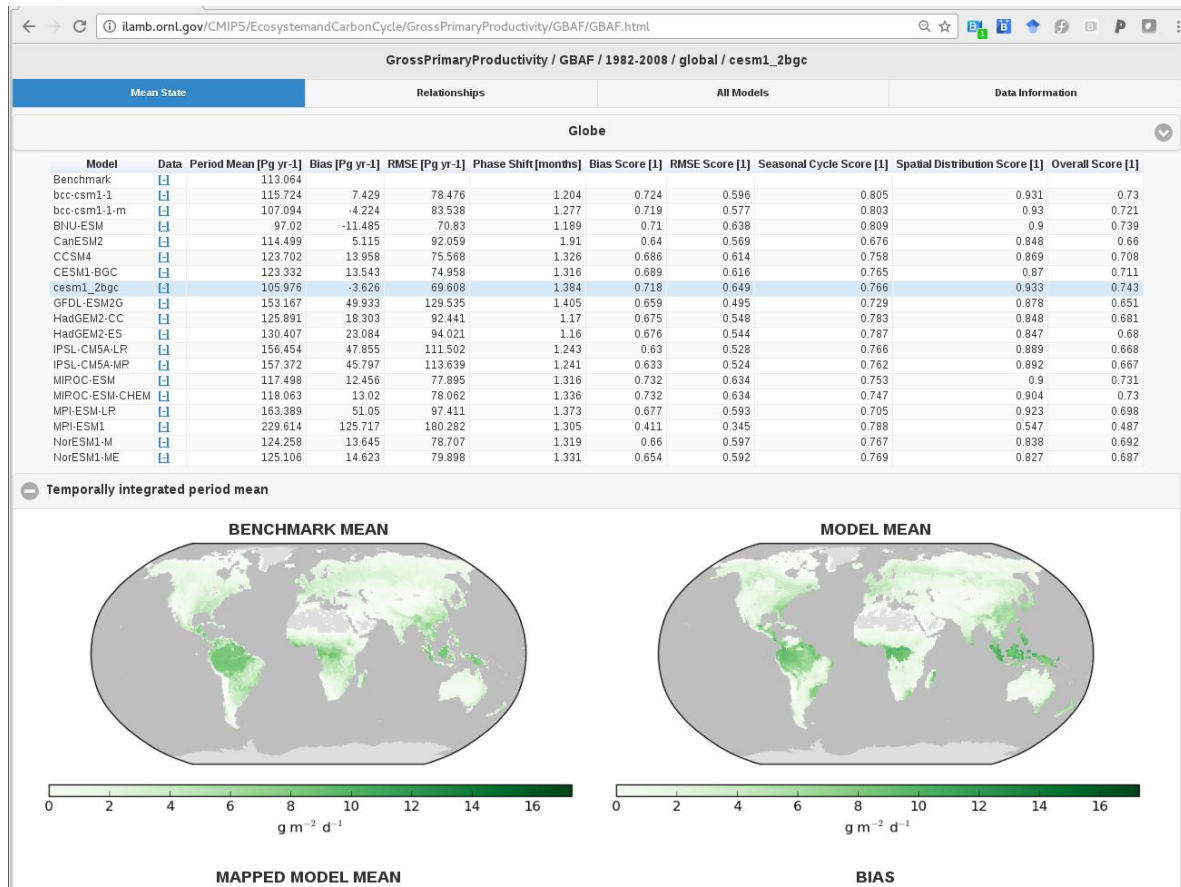 ilamb.ornl.gov/CMIP5/EcosystemandCarbonCycle/GrossPrimaryProductivity/GBAF/GBAF.html
GrossPrimaryProductivity / GBAF / 1982-2008 / global / cesm1_2bgc
Mean State Relationships All Models Data Information
Globe
Model Data Period Mean [Pg yr-1] Bias [Pg yr-1] RMSE [Pg yr-1] Phase Shift [months] Bias Score [1] RMSE Score [1] Seasonal Cycle Score [1] Spatial Distribution Score [1] Overall Score [1]
Benchmark [-] 113.064
bcc-csm1-1 [-] 115.724 7.429 78.476 1.204 0.724 0.596 0.805 0.931 0.73
bcc-csm1-1-m [-] 107.094 -4.224 83.538 1.277 0.719 0.577 0.803 0.93 0.721
BNU-ESM [-] 97.02 -11.485 70.83 1.189 0.71 0.638 0.809 0.9 0.739
CanESM2 [-] 114.499 5.115 92.059 1.91 0.64 0.569 0.676 0.848 0.66
CCSM4 [-] 123.702 13.958 75.568 1.326 0.686 0.614 0.758 0.869 0.708
CESM1-BGC [-] 123.332 13.543 74.958 1.316 0.689 0.616 0.765 0.87 0.711
cesm1_2bgc [-] 105.976 -3.626 69.608 1.384 0.718 0.649 0.766 0.933 0.743
GFDL-ESM2G [-] 153.167 49.933 129.535 1.405 0.659 0.495 0.729 0.878 0.651
HadGEM2-CC [-] 125.891 18.303 92.441 1.17 0.675 0.548 0.783 0.848 0.681
HadGEM2-ES [-] 130.407 23.084 94.021 1.16 0.676 0.544 0.787 0.847 0.68
IPSL-CM5A-LR [-] 156.454 47.855 111.502 1.243 0.63 0.528 0.766 0.889 0.668
IPSL-CM5A-MR [-] 157.372 45.797 113.639 1.241 0.633 0.524 0.762 0.892 0.667
MIROC-ESM [-] 117.498 12.456 77.895 1.316 0.732 0.634 0.753 0.9 0.731
MIROC-ESM-CHEM [-] 118.063 13.02 78.062 1.336 0.732 0.634 0.747 0.904 0.73
MPI-ESM-LR [-] 163.389 51.05 97.411 1.373 0.677 0.593 0.705 0.923 0.698
MRI-ESM1 [-] 229.614 125.717 180.282 1.305 0.411 0.345 0.788 0.547 0.487
NorESM1-M [-] 124.258 13.645 78.707 1.319 0.66 0.597 0.767 0.838 0.692
NorESM1-ME [-] 125.106 14.623 79.898 1.331 0.654 0.592 0.769 0.827 0.687
Temporally integrated period mean
BENCHMARK MEAN MODEL MEAN
0 2 4 6 8 10 12 14 16 0 2 4 6 8 10 12 14 16
g m⁻² d⁻¹ g m⁻² d⁻¹
MAPPED MODEL MEAN BIAS